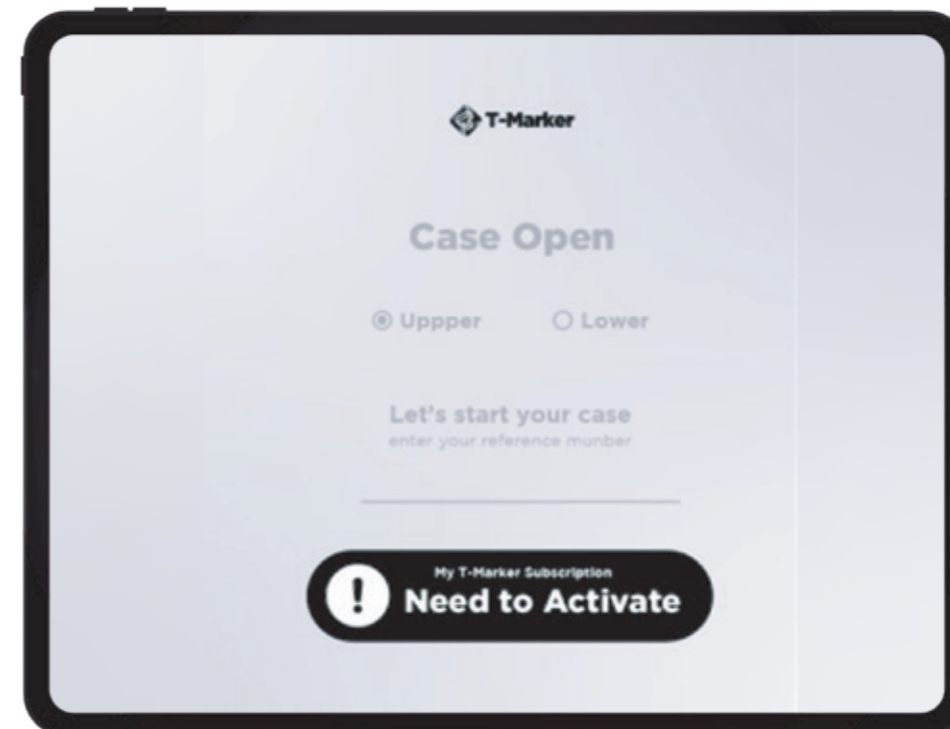 T-Marker
Case Open
Uppper
Lower
Let's start your case
enter your reference munber
My T-Marker Subscription
! Need to Activate